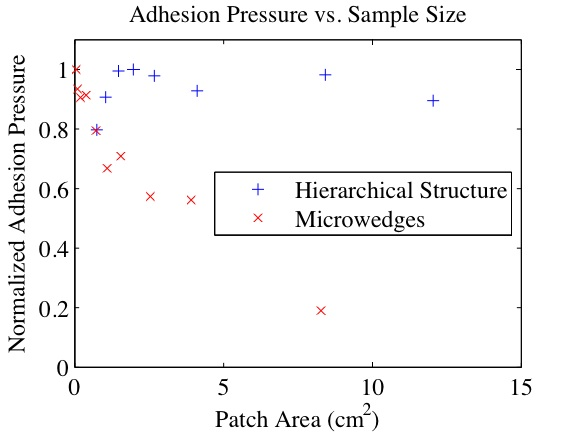 Adhesion Pressure vs. Sample Size
Normalized Adhesion Pressure
1
0.8
0.6
0.4
0.2
0
Hierarchical Structure
Microwedges
0 5 10 15
Patch Area (cm²)